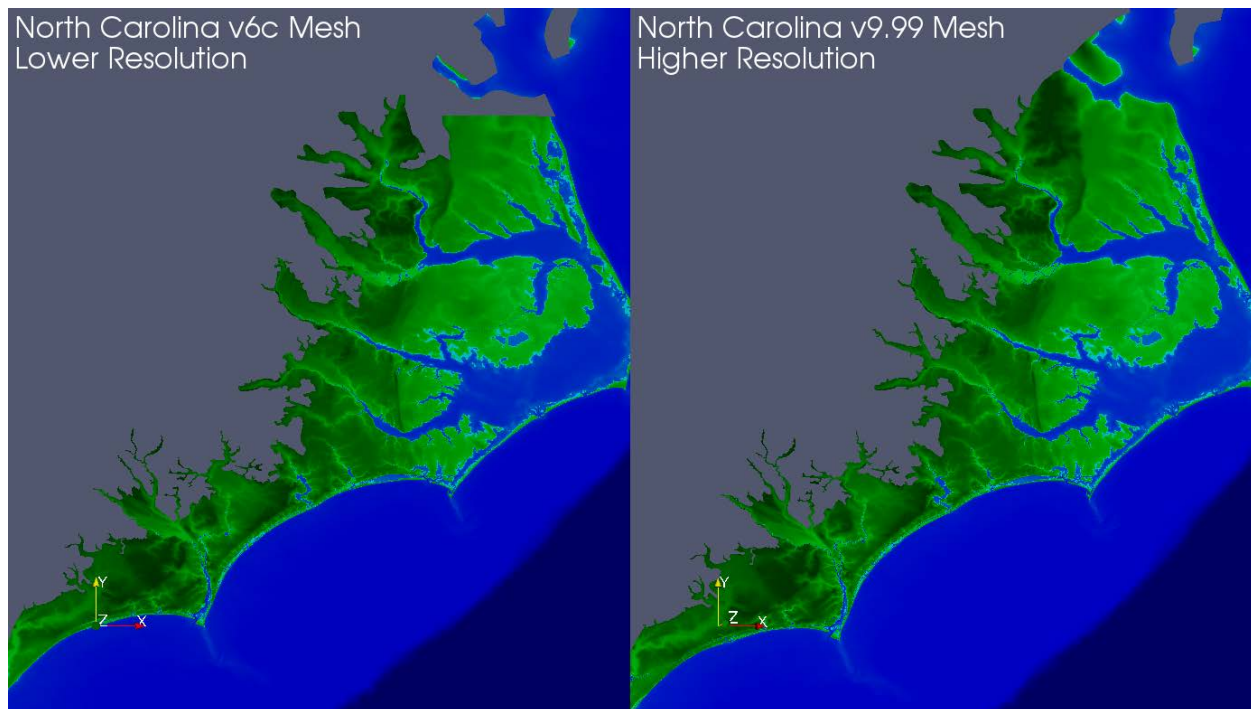 North Carolina v6c Mesh
Lower Resolution
North Carolina v9.99 Mesh
Higher Resolution
Y
Z X
Y
Z X